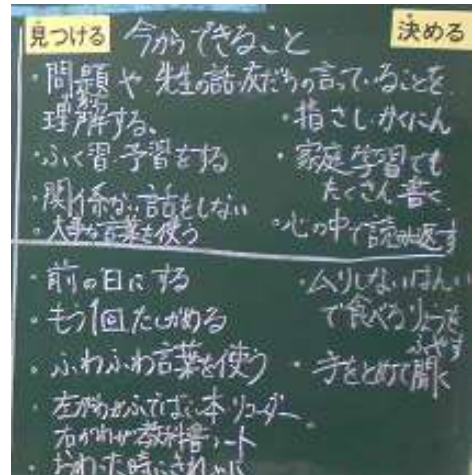 見つける 今からできること 決める
・問題や先生の話、友だちの言っていることを
理解する。
・指さしかくにん
・ふく習・予習をする
・家庭学習でも
たくさん書く
・関係ない話をしない
・大事な言葉を使う
・心の中で読み返す
・前の日にする
・もう1回たしかめる
・ふわふわ言葉を使う
・左がわがふでばこ、本、リコーダー
右がわが教科書、ノート
・おわった時にきれいに
・ムリしないはんい
で食べるりょうを
ふやす
・手をとめて聞く